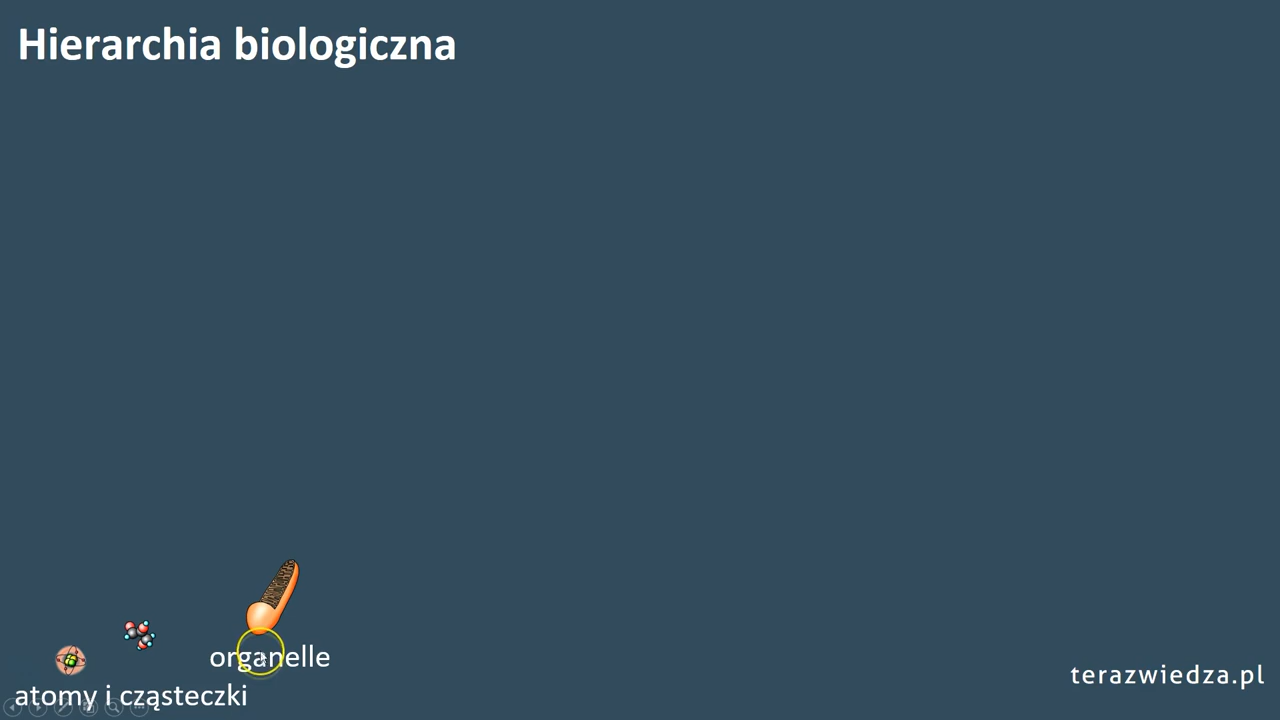 Hierarchia biologiczna
organelle
atomy i cząsteczki
terazwiedza.pl